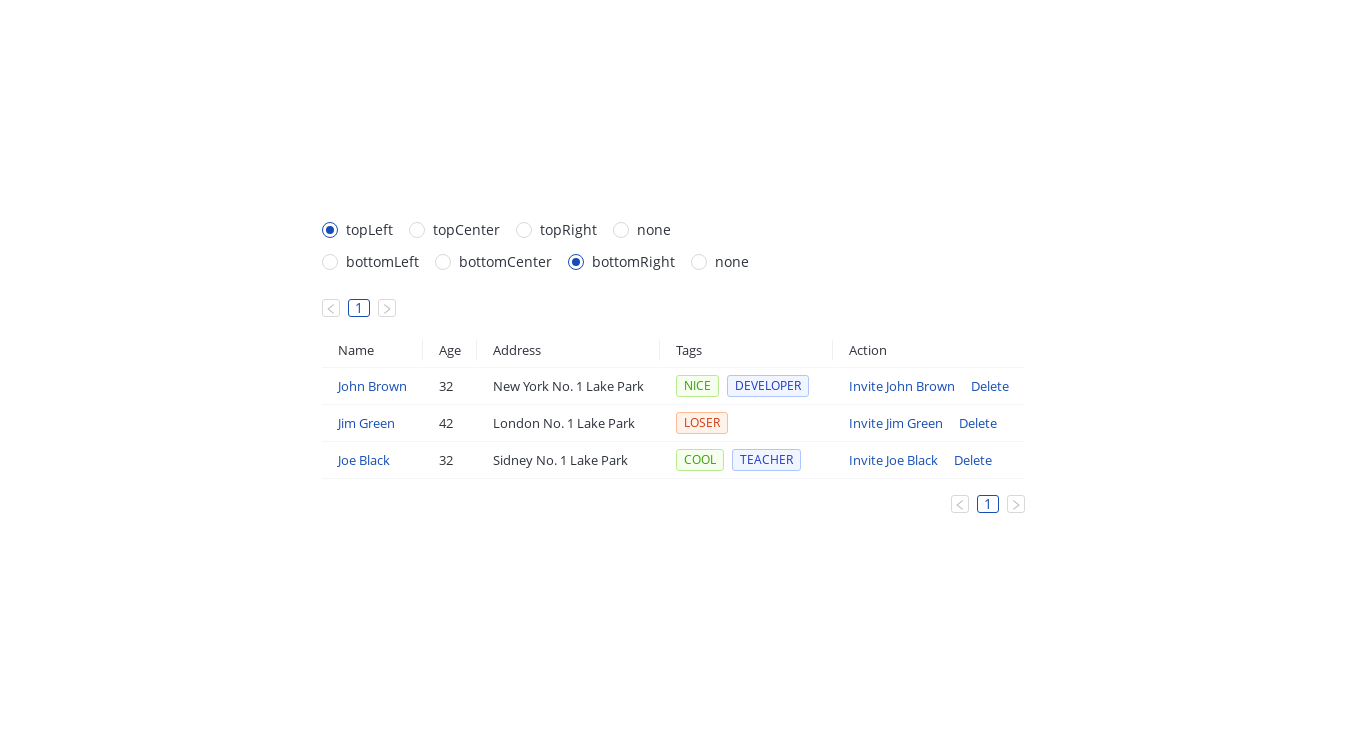 topLeft topCenter topRight none
bottomLeft bottomCenter bottomRight none
1
Name Age Address Tags Action
John Brown 32 New York No. 1 Lake Park NICE DEVELOPER Invite John Brown Delete
Jim Green 42 London No. 1 Lake Park LOSER Invite Jim Green Delete
Joe Black 32 Sidney No. 1 Lake Park COOL TEACHER Invite Joe Black Delete
1